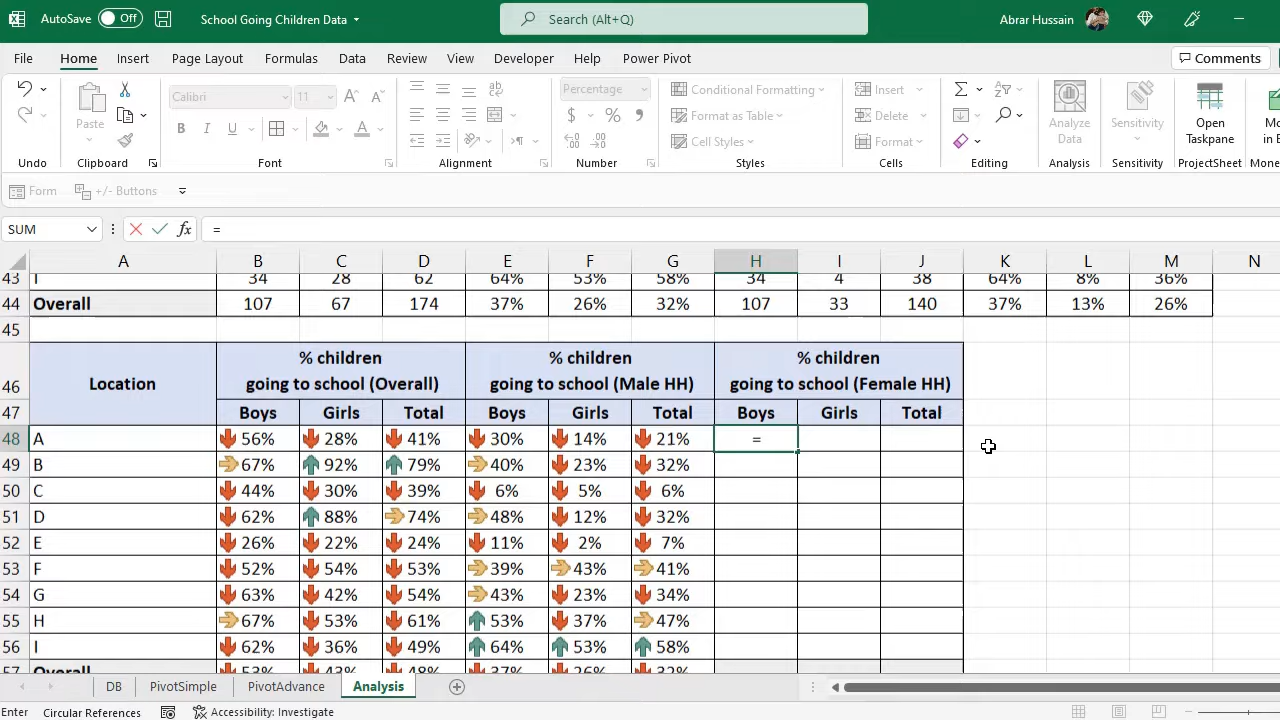 AutoSave Off School Going Children Data Search (Alt+Q) Abrar Hussain
File Home Insert Page Layout Formulas Data Review View Developer Help Power Pivot Comments
Calibri 11 Percentage Conditional Formatting Insert
Paste Format as Table Delete Analyze Data Sensitivity Open Taskpane
Cell Styles Format
Undo Clipboard Font Alignment Number Styles Cells Editing Analysis Sensitivity ProjectSheet
Form +/- Buttons
SUM fx =
A B C D E F G H I J K L M N
43 I 34 28 62 64% 53% 58% 34 4 38 64% 8% 36%
44 Overall 107 67 174 37% 26% 32% 107 33 140 37% 13% 26%
45
% children % children % children
46 Location going to school (Overall) going to school (Male HH) going to school (Female HH)
47 Boys Girls Total Boys Girls Total Boys Girls Total
48 A 56% 28% 41% 30% 14% 21% =
49 B 67% 92% 79% 40% 23% 32%
50 C 44% 30% 39% 6% 5% 6%
51 D 62% 88% 74% 48% 12% 32%
52 E 26% 22% 24% 11% 2% 7%
53 F 52% 54% 53% 39% 43% 41%
54 G 63% 42% 54% 43% 23% 34%
55 H 67% 53% 61% 53% 37% 47%
56 I 62% 36% 49% 64% 53% 58%
57 Overall 53% 43% 48% 37% 26% 32%
DB PivotSimple PivotAdvance Analysis
Enter Circular References Accessibility: Investigate